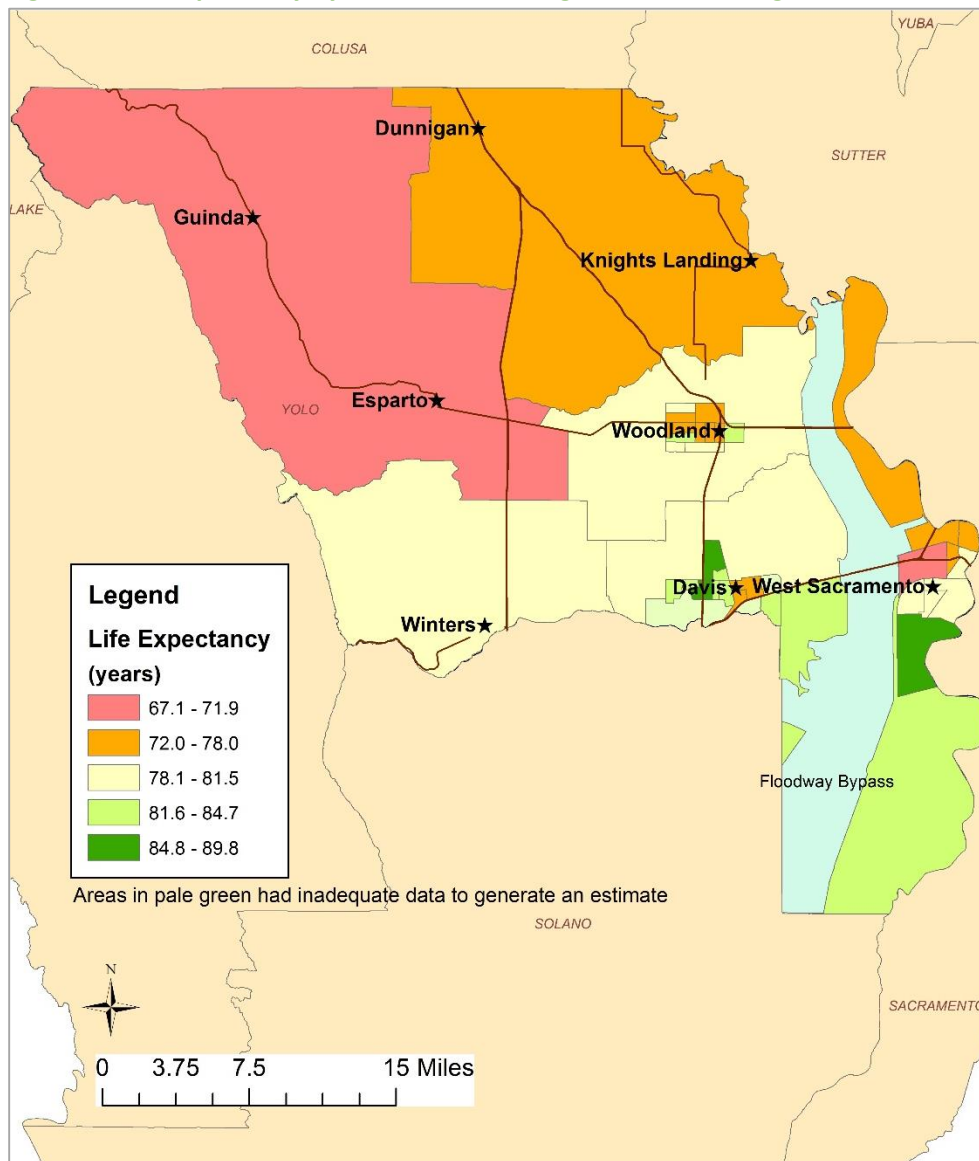 COLUSA
YUBA
Dunnigan
SUTTER
LAKE
Guinda
Knights Landing
YOLO
Esparto
Woodland
Davis
West Sacramento
Winters
Legend
Life Expectancy
(years)
67.1 - 71.9
72.0 - 78.0
78.1 - 81.5
81.6 - 84.7
84.8 - 89.8
Floodway Bypass
Areas in pale green had inadequate data to generate an estimate
SOLANO
N
SACRAMENTO
0 3.75 7.5 15 Miles